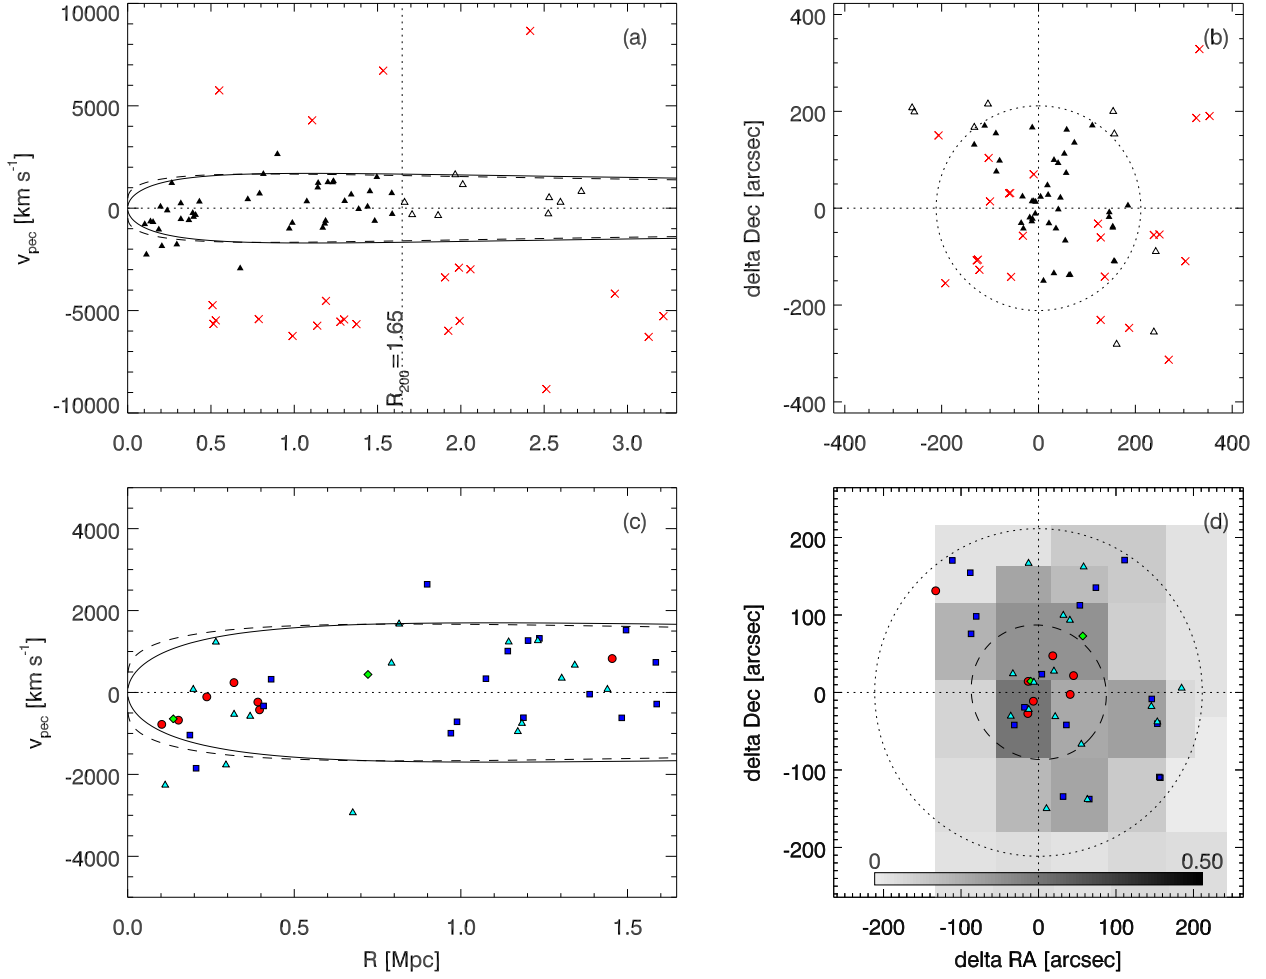 10000
5000
0
-5000
-10000
v_pec [km s^-1]
(a)
R_200 = 1.65
0.0 0.5 1.0 1.5 2.0 2.5 3.0
400
200
0
-200
-400
delta Dec [arcsec]
(b)
-400 -200 0 200 400
4000
2000
0
-2000
-4000
v_pec [km s^-1]
(c)
0.0 0.5 1.0 1.5
R [Mpc]
200
100
0
-100
-200
delta Dec [arcsec]
(d)
0 0.50
-200 -100 0 100 200
delta RA [arcsec]